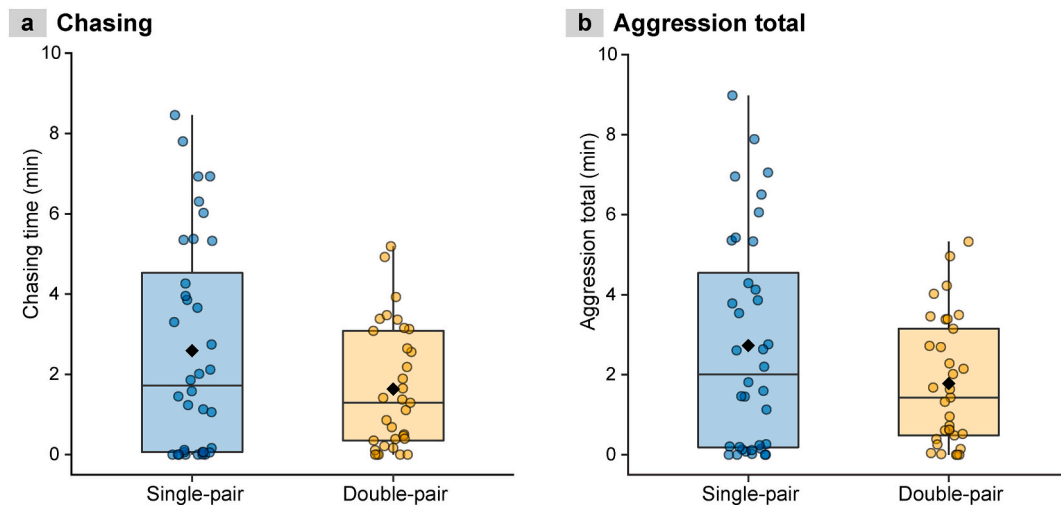 a Chasing
10
8
6
4
2
0
Chasing time (min)
Single-pair Double-pair
b Aggression total
10
8
6
4
2
0
Aggression total (min)
Single-pair Double-pair